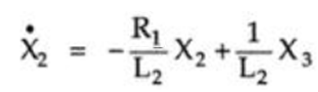 Ẋ₂ = -R₁/L₂ X₂ + 1/L₂ X₃